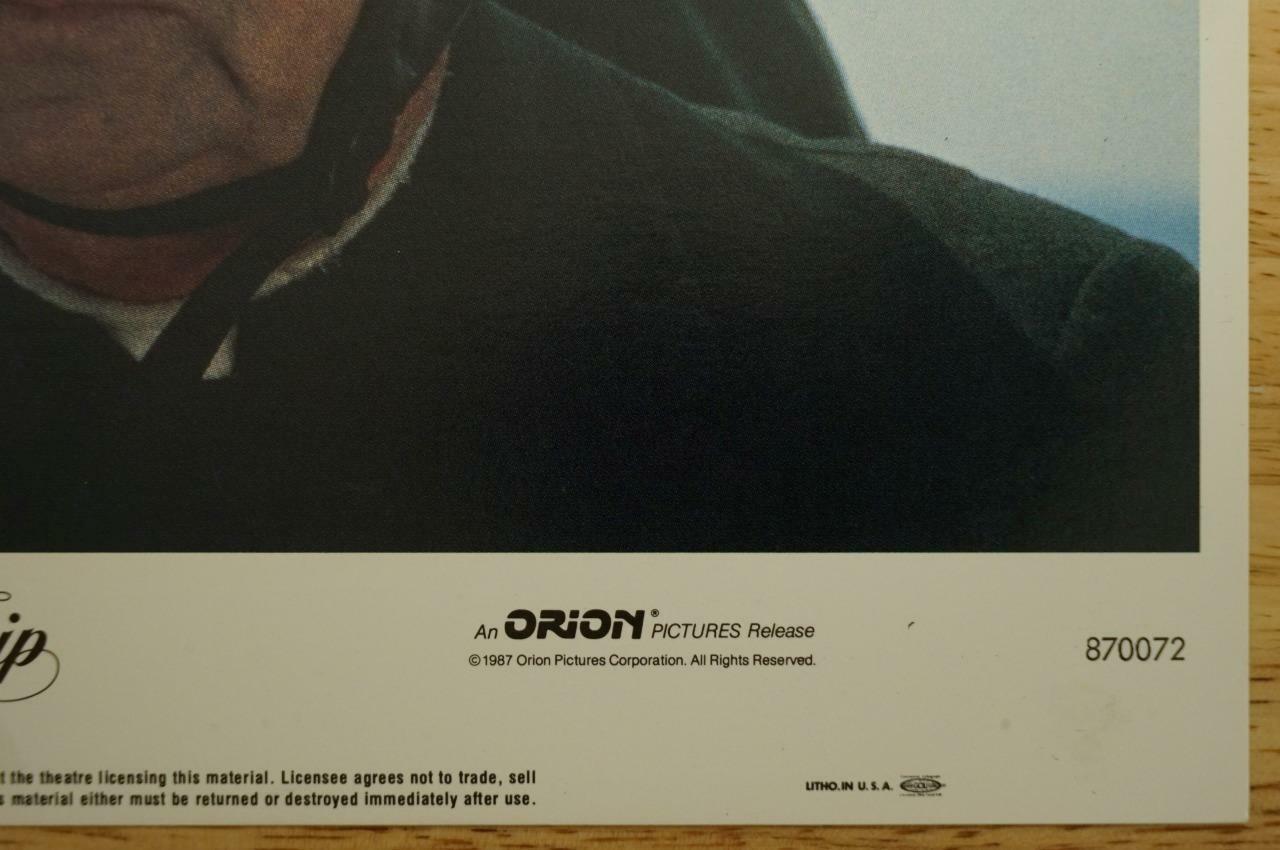 ip
An ORION® PICTURES Release
©1987 Orion Pictures Corporation. All Rights Reserved.
870072
t the theatre licensing this material. Licensee agrees not to trade, sell
s material either must be returned or destroyed immediately after use.
LITHO. IN U. S. A.